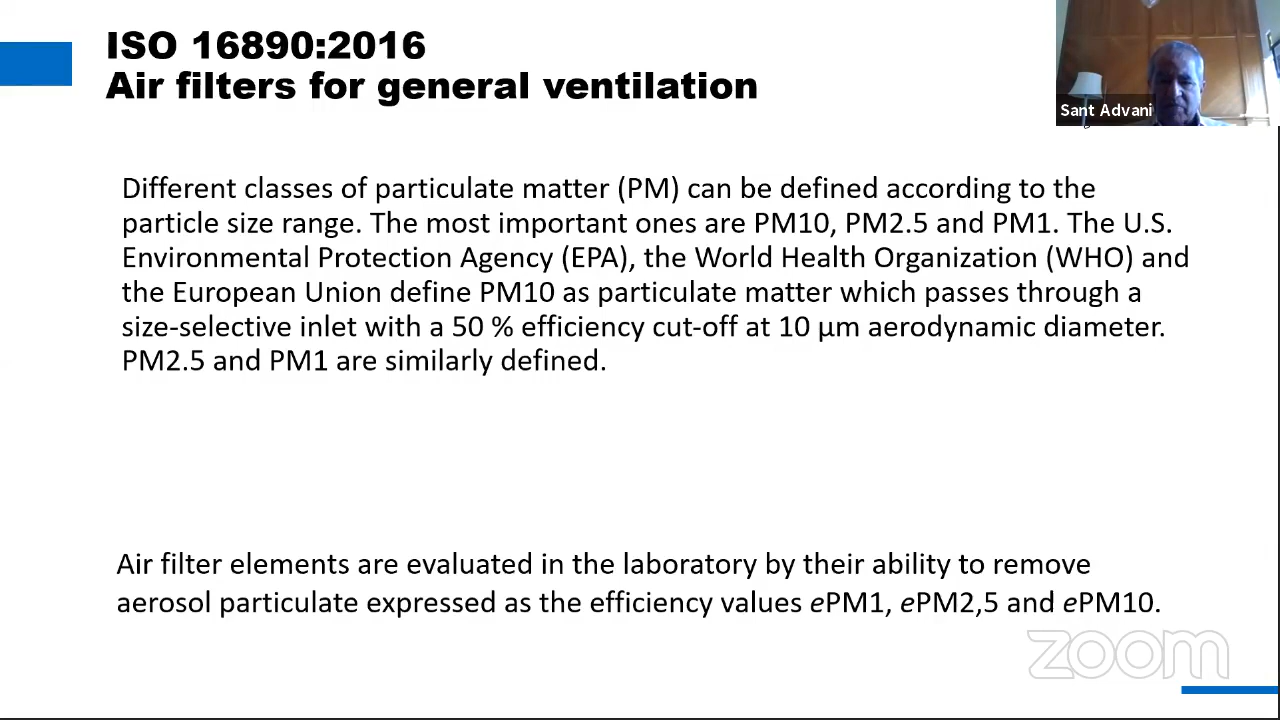 ISO 16890:2016
Air filters for general ventilation
Sant Advani
Different classes of particulate matter (PM) can be defined according to the
particle size range. The most important ones are PM10, PM2.5 and PM1. The U.S.
Environmental Protection Agency (EPA), the World Health Organization (WHO) and
the European Union define PM10 as particulate matter which passes through a
size-selective inlet with a 50 % efficiency cut-off at 10 µm aerodynamic diameter.
PM2.5 and PM1 are similarly defined.
Air filter elements are evaluated in the laboratory by their ability to remove
aerosol particulate expressed as the efficiency values ePM1, ePM2,5 and ePM10.
zoom